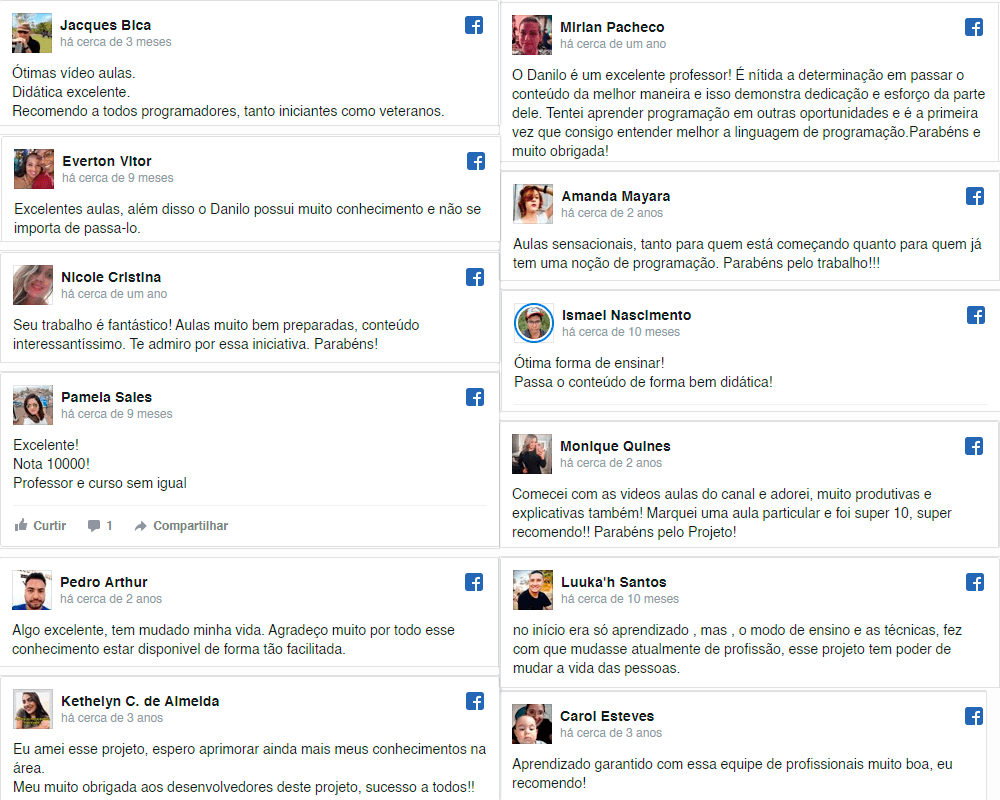 Jacques Bica
há cerca de 3 meses
Ótimas vídeo aulas.
Didática excelente.
Recomendo a todos programadores, tanto iniciantes como veteranos.
Everton Vitor
há cerca de 9 meses
Excelentes aulas, além disso o Danilo possui muito conhecimento e não se
importa de passa-lo.
Nicole Cristina
há cerca de um ano
Seu trabalho é fantástico! Aulas muito bem preparadas, conteúdo
interessantíssimo. Te admiro por essa iniciativa. Parabéns!
Pamela Sales
há cerca de 9 meses
Excelente!
Nota 10000!
Professor e curso sem igual
Curtir 1 Compartilhar
Pedro Arthur
há cerca de 2 anos
Algo excelente, tem mudado minha vida. Agradeço muito por todo esse
conhecimento estar disponivel de forma tão facilitada.
Kethelyn C. de Almeida
há cerca de 3 anos
Eu amei esse projeto, espero aprimorar ainda mais meus conhecimentos na
área.
Meu muito obrigada aos desenvolvedores deste projeto, sucesso a todos!!
Mirian Pacheco
há cerca de um ano
O Danilo é um excelente professor! É nítida a determinação em passar o
conteúdo da melhor maneira e isso demonstra dedicação e esforço da parte
dele. Tentei aprender programação em outras oportunidades e é a primeira
vez que consigo entender melhor a linguagem de programação.Parabéns e
muito obrigada!
Amanda Mayara
há cerca de 2 anos
Aulas sensacionais, tanto para quem está começando quanto para quem já
tem uma noção de programação. Parabéns pelo trabalho!!!
Ismael Nascimento
há cerca de 10 meses
Ótima forma de ensinar!
Passa o conteúdo de forma bem didática!
Monique Quines
há cerca de 2 anos
Comecei com as videos aulas do canal e adorei, muito produtivas e
explicativas também! Marquei uma aula particular e foi super 10, super
recomendo!! Parabéns pelo Projeto!
Luuka'h Santos
há cerca de 10 meses
no início era só aprendizado , mas , o modo de ensino e as técnicas, fez
com que mudasse atualmente de profissão, esse projeto tem poder de
mudar a vida das pessoas.
Carol Esteves
há cerca de 3 anos
Aprendizado garantido com essa equipe de profissionais muito boa, eu
recomendo!